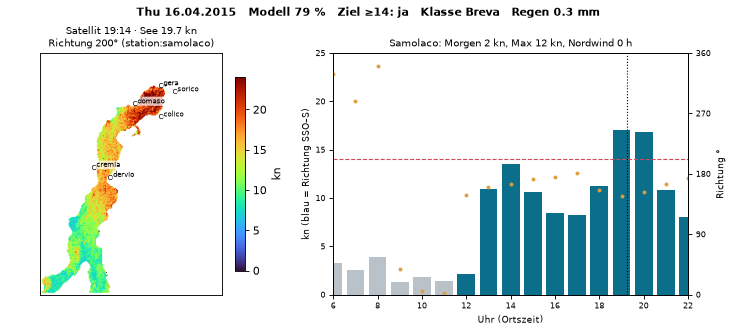 Thu 16.04.2015   Modell 79 %   Ziel ≥14: ja   Klasse Breva   Regen 0.3 mm
Satellit 19:14 · See 19.7 kn
Richtung 200° (station:samolaco)
gera
sorico
domaso
colico
cremia
dervio
20
15
10
5
0
kn
Samolaco: Morgen 2 kn, Max 12 kn, Nordwind 0 h
25
20
15
10
5
0
kn (blau = Richtung SSO-S)
360
270
180
90
0
Richtung °
6 8 10 12 14 16 18 20 22
Uhr (Ortszeit)